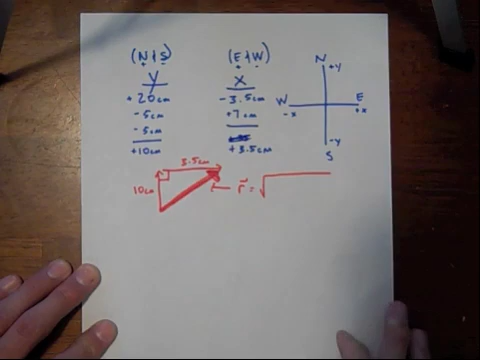 (N & S) (E & W) N
+ - + - +y
Y X
+20cm -3.5cm W E
-5cm +7cm -x +x
-5cm -y
+10cm +3.5cm S
3.5cm
10cm r⃗ = √